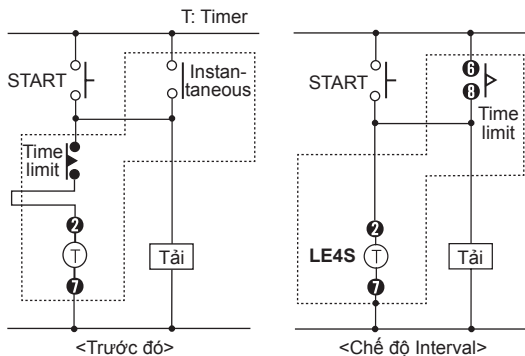 T: Timer
START
Instan-
taneous
Time
limit
2
T
7
Tải
<Trước đó>
START
6
8
Time
limit
2
LE4S
T
7
Tải
<Chế độ Interval>